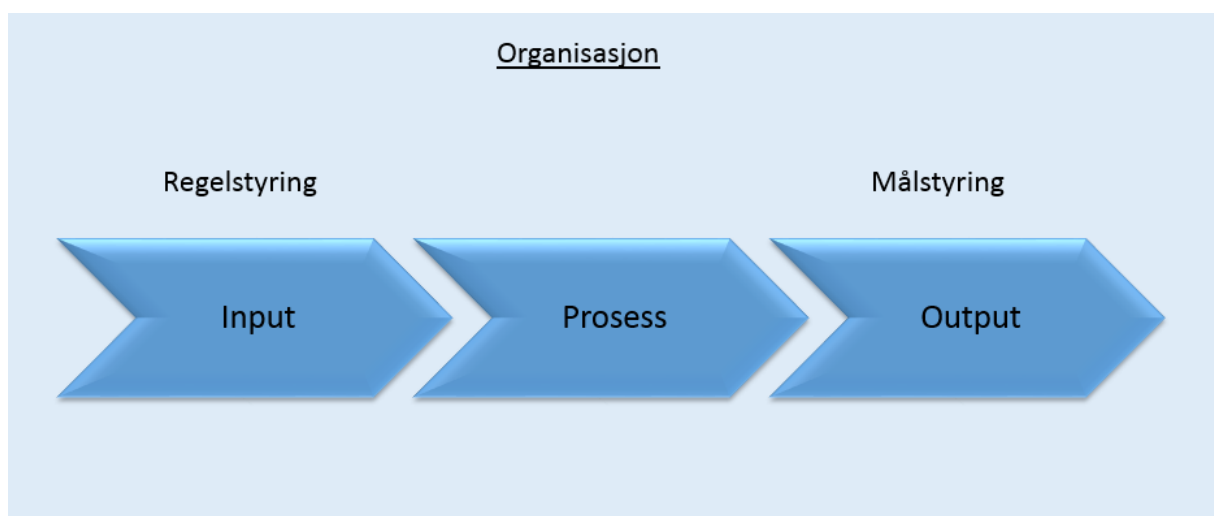 Organisasjon
Regelstyring
Målstyring
Input
Prosess
Output